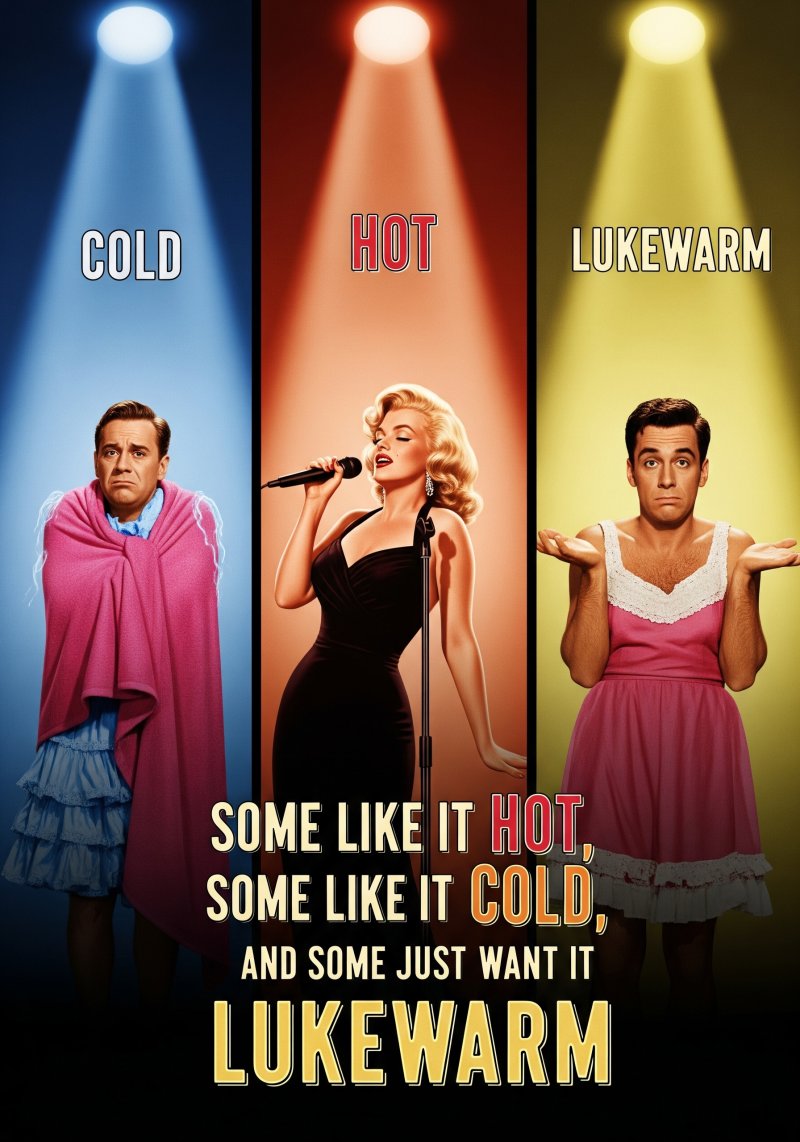 COLD
HOT
LUKEWARM
SOME LIKE IT HOT,
SOME LIKE IT COLD,
AND SOME JUST WANT IT
LUKEWARM